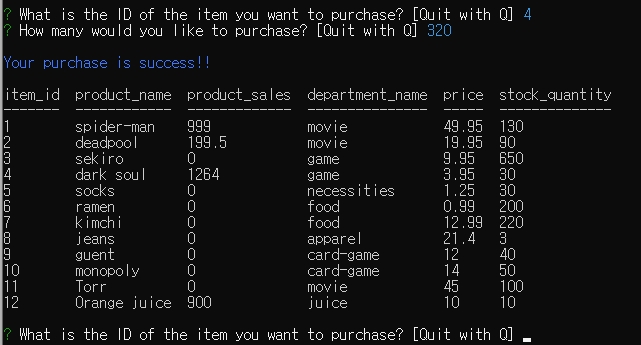 ? What is the ID of the item you want to purchase? [Quit with Q] 4
? How many would you like to purchase? [Quit with Q] 320
Your purchase is success!!
item_id  product_name  product_sales  department_name  price  stock_quantity
-------  ------------  -------------  ---------------  -----  --------------
1        spider-man    999            movie            49.95  130
2        deadpool      199.5          movie            19.95  90
3        sekiro        0              game             9.95   650
4        dark soul     1264           game             3.95   30
5        socks         0              necessities      1.25   30
6        ramen         0              food             0.99   200
7        kimchi        0              food             12.99  220
8        jeans         0              apparel          21.4   3
9        guent         0              card-game        12     40
10       monopoly      0              card-game        14     50
11       Torr          0              movie            45     100
12       Orange juice  900            juice            10     10
? What is the ID of the item you want to purchase? [Quit with Q]